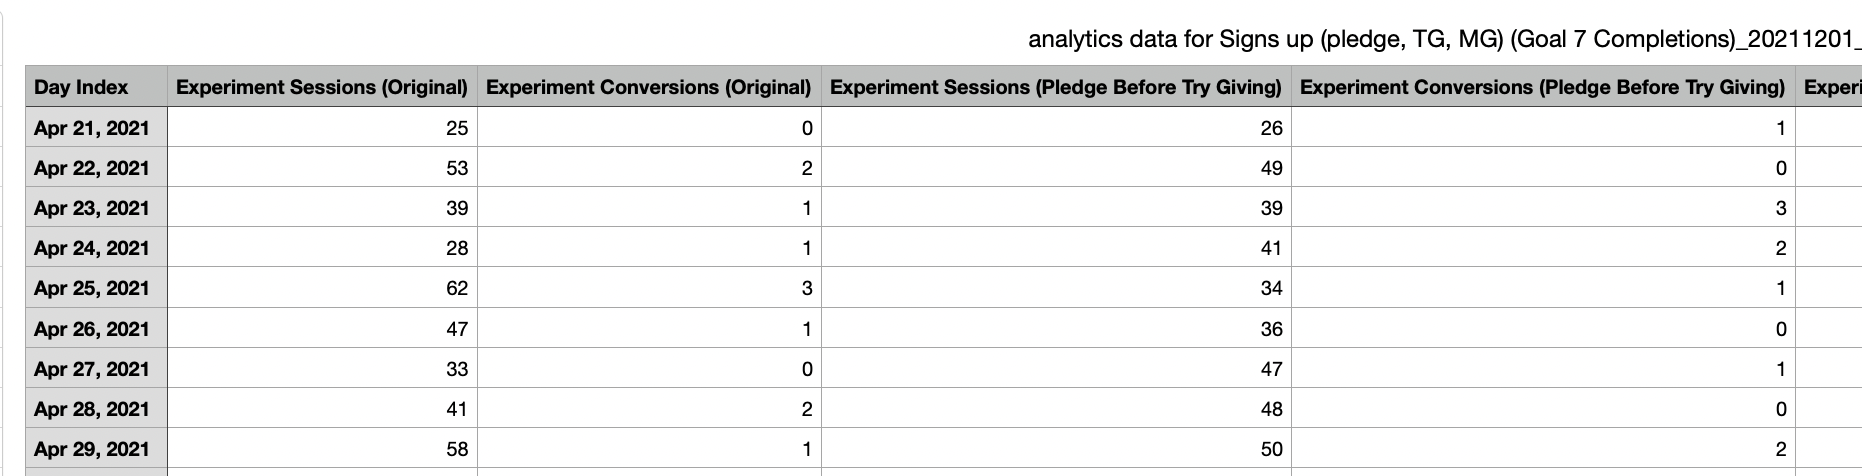 analytics data for Signs up (pledge, TG, MG) (Goal 7 Completions)_20211201_
Day Index Experiment Sessions (Original) Experiment Conversions (Original) Experiment Sessions (Pledge Before Try Giving) Experiment Conversions (Pledge Before Try Giving) Experi
Apr 21, 2021 25 0 26 1
Apr 22, 2021 53 2 49 0
Apr 23, 2021 39 1 39 3
Apr 24, 2021 28 1 41 2
Apr 25, 2021 62 3 34 1
Apr 26, 2021 47 1 36 0
Apr 27, 2021 33 0 47 1
Apr 28, 2021 41 2 48 0
Apr 29, 2021 58 1 50 2